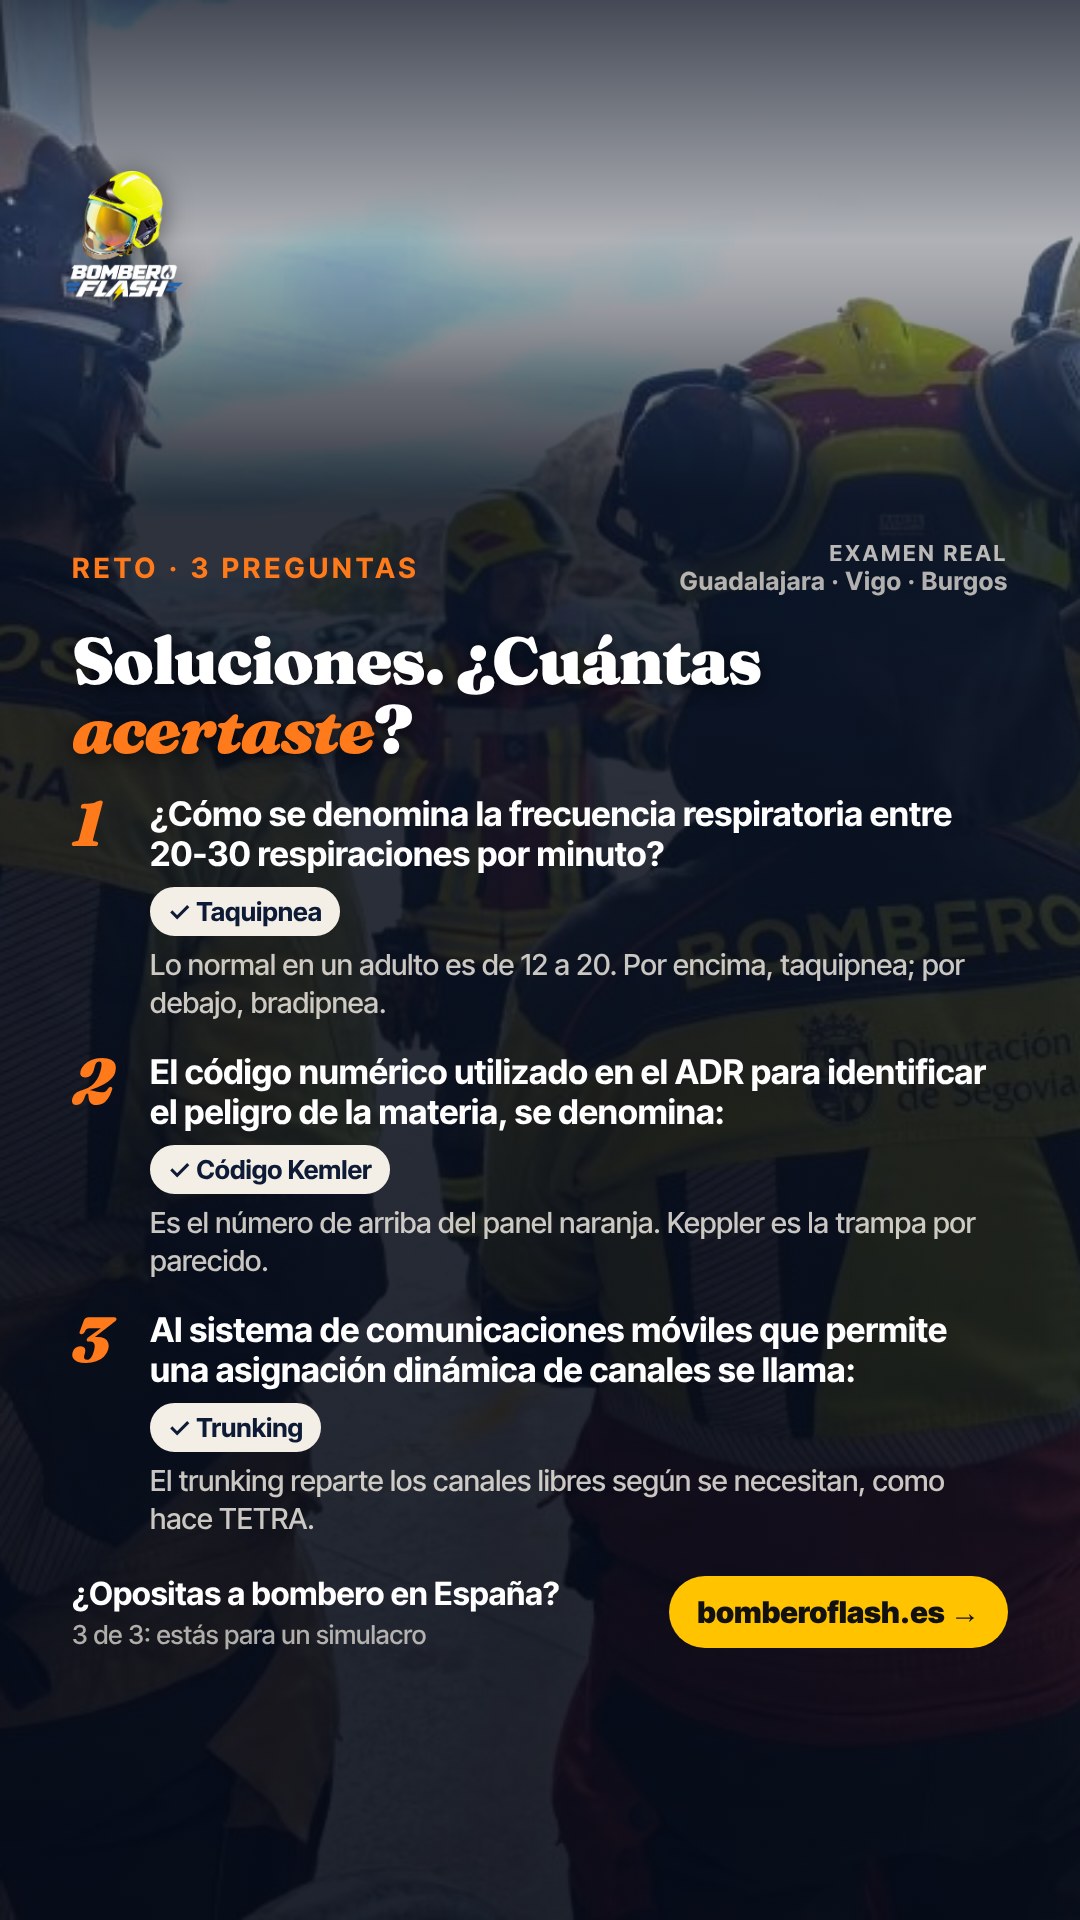 BOMBERO
FLASH
RETO · 3 PREGUNTAS
EXAMEN REAL
Guadalajara · Vigo · Burgos
Soluciones. ¿Cuántas
acertaste?
1
¿Cómo se denomina la frecuencia respiratoria entre
20-30 respiraciones por minuto?
✓ Taquipnea
Lo normal en un adulto es de 12 a 20. Por encima, taquipnea; por
debajo, bradipnea.
BOMBERO
Diputación
de Segovia
2
El código numérico utilizado en el ADR para identificar
el peligro de la materia, se denomina:
✓ Código Kemler
Es el número de arriba del panel naranja. Keppler es la trampa por
parecido.
3
Al sistema de comunicaciones móviles que permite
una asignación dinámica de canales se llama:
✓ Trunking
El trunking reparte los canales libres según se necesitan, como
hace TETRA.
¿Opositas a bombero en España?
3 de 3: estás para un simulacro
bomberoflash.es →